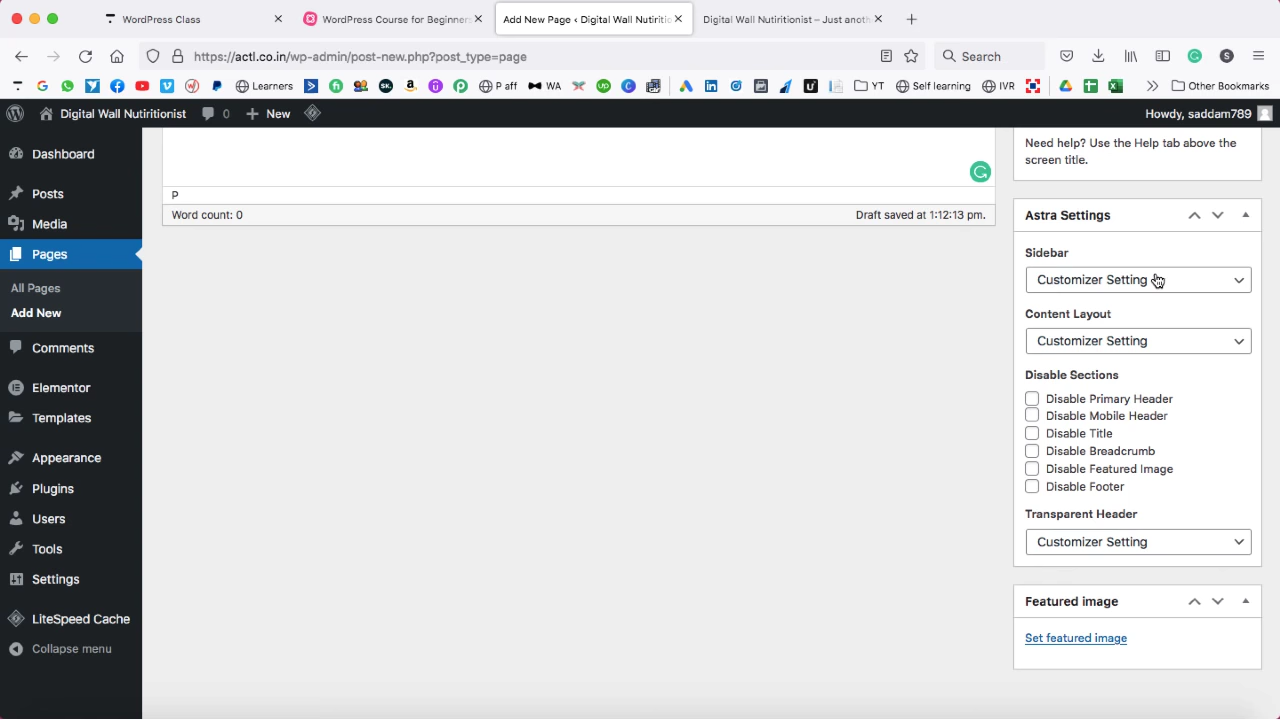 WordPress Class
WordPress Course for Beginners
Add New Page ‹ Digital Wall Nutiritio
Digital Wall Nutiritionist – Just anoth
https://actl.co.in/wp-admin/post-new.php?post_type=page
Search
Learners
P aff
WA
YT
Self learning
IVR
Other Bookmarks
Digital Wall Nutiritionist
0
New
Howdy, saddam789
Dashboard
Posts
Media
Pages
All Pages
Add New
Comments
Elementor
Templates
Appearance
Plugins
Users
Tools
Settings
LiteSpeed Cache
Collapse menu
P
Word count: 0
Draft saved at 1:12:13 pm.
Need help? Use the Help tab above the
screen title.
Astra Settings
Sidebar
Customizer Setting
Content Layout
Customizer Setting
Disable Sections
Disable Primary Header
Disable Mobile Header
Disable Title
Disable Breadcrumb
Disable Featured Image
Disable Footer
Transparent Header
Customizer Setting
Featured image
Set featured image